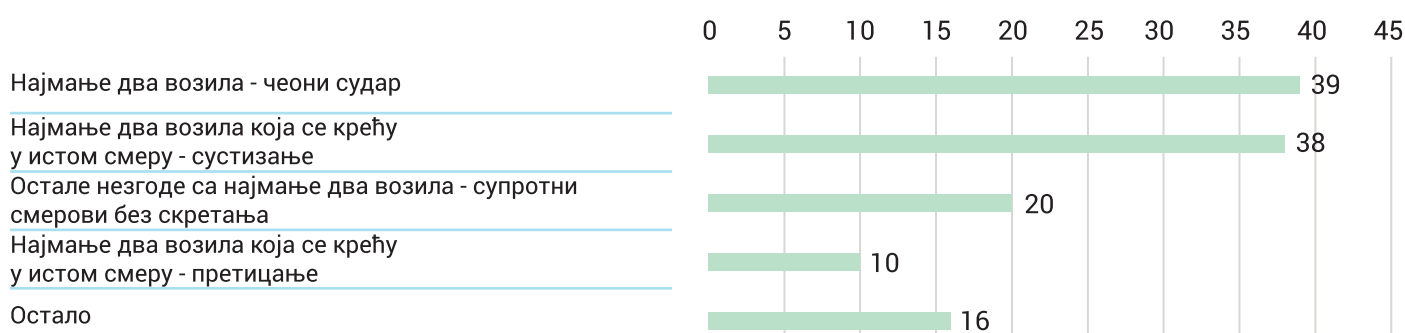 0 5 10 15 20 25 30 35 40 45
Најмање два возила - чеони судар 39
Најмање два возила која се крећу
у истом смеру - сустизање 38
Остале незгоде са најмање два возила - супротни
смерови без скретања 20
Најмање два возила која се крећу
у истом смеру - претицање 10
Остало 16